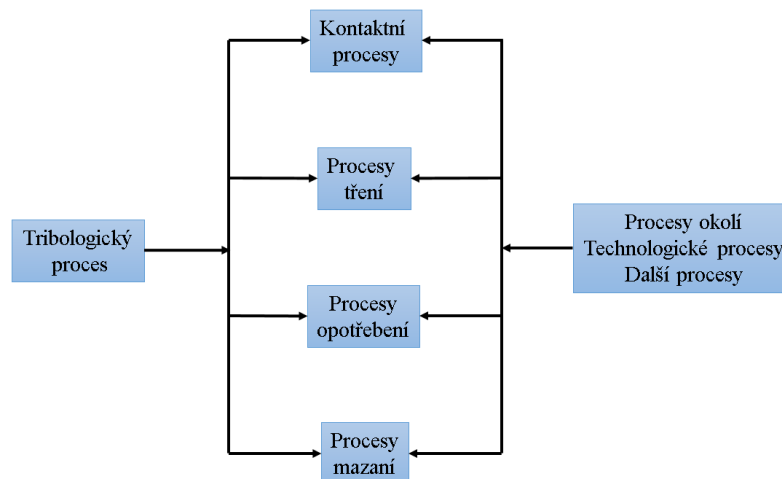 Kontaktní
procesy
Procesy
tření
Tribologický
proces
Procesy okolí
Technologické procesy
Další procesy
Procesy
opotřebení
Procesy
mazaní